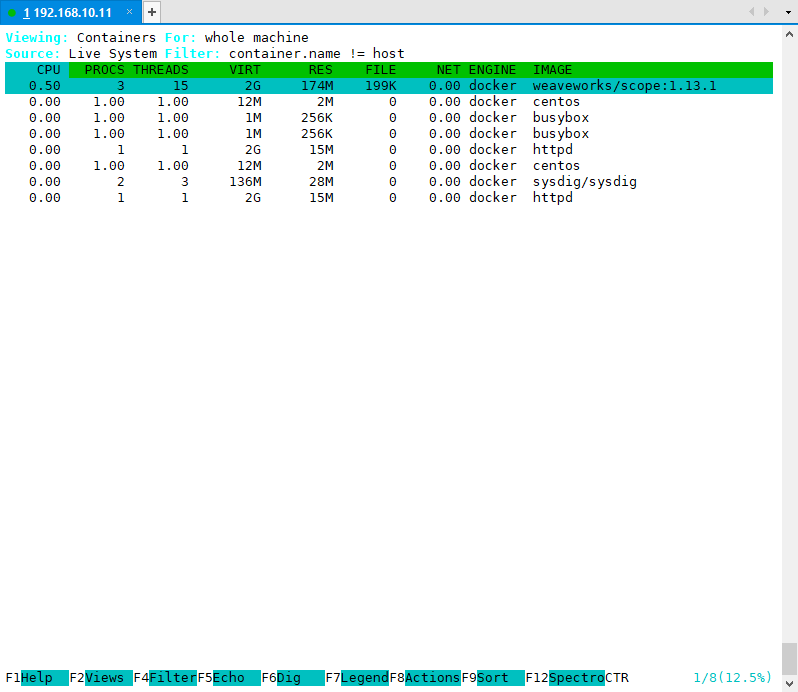 1 192.168.10.11 × +
Viewing: Containers For: whole machine
Source: Live System Filter: container.name != host
CPU PROCS THREADS VIRT RES FILE NET ENGINE IMAGE
0.50 3 15 2G 174M 199K 0.00 docker weaveworks/scope:1.13.1
0.00 1.00 1.00 12M 2M 0 0.00 docker centos
0.00 1.00 1.00 1M 256K 0 0.00 docker busybox
0.00 1.00 1.00 1M 256K 0 0.00 docker busybox
0.00 1 1 2G 15M 0 0.00 docker httpd
0.00 1.00 1.00 12M 2M 0 0.00 docker centos
0.00 2 3 136M 28M 0 0.00 docker sysdig/sysdig
0.00 1 1 2G 15M 0 0.00 docker httpd
F1Help F2Views F4FilterF5Echo F6Dig F7LegendF8ActionsF9Sort F12SpectroCTR 1/8(12.5%)